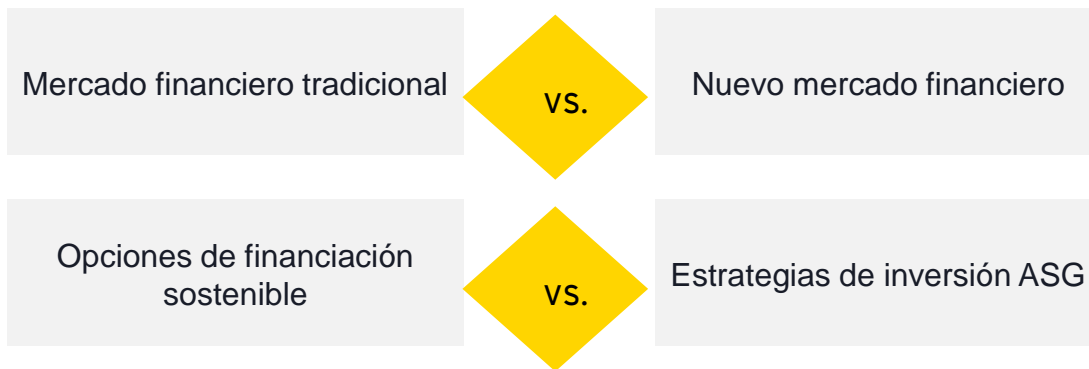 Mercado financiero tradicional
vs.
Nuevo mercado financiero
Opciones de financiación
sostenible
vs.
Estrategias de inversión ASG